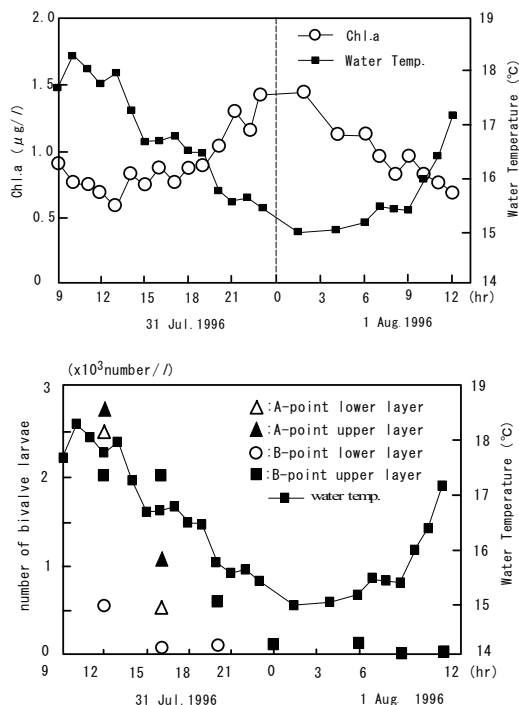 2.0
1.5
1.0
0.5
0
Chl.a (μg/l)
Chl.a
Water Temp.
19
18
17
16
15
14
Water Temperature (℃)
9 12 15 18 21 0 3 6 9 12 (hr)
31 Jul.1996 1 Aug.1996
(x10³number/l)
3
2
1
0
number of bivalve larvae
△:A-point lower layer
▲:A-point upper layer
○:B-point lower layer
■:B-point upper layer
water temp.
19
18
17
16
15
14
Water Temperature (℃)
9 12 15 18 21 0 3 6 9 12 (hr)
31 Jul.1996 1 Aug. 1996